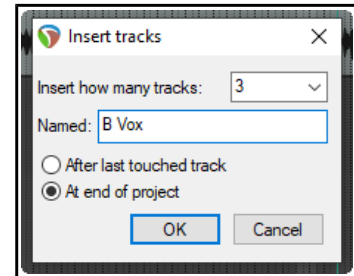 Insert tracks
Insert how many tracks: 3
Named: B Vox
After last touched track
At end of project
OK Cancel